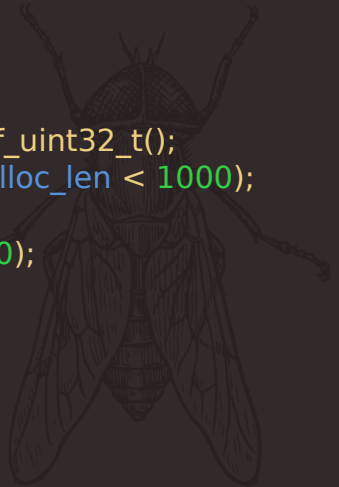 f_uint32_t();
lloc_len < 1000);
0);